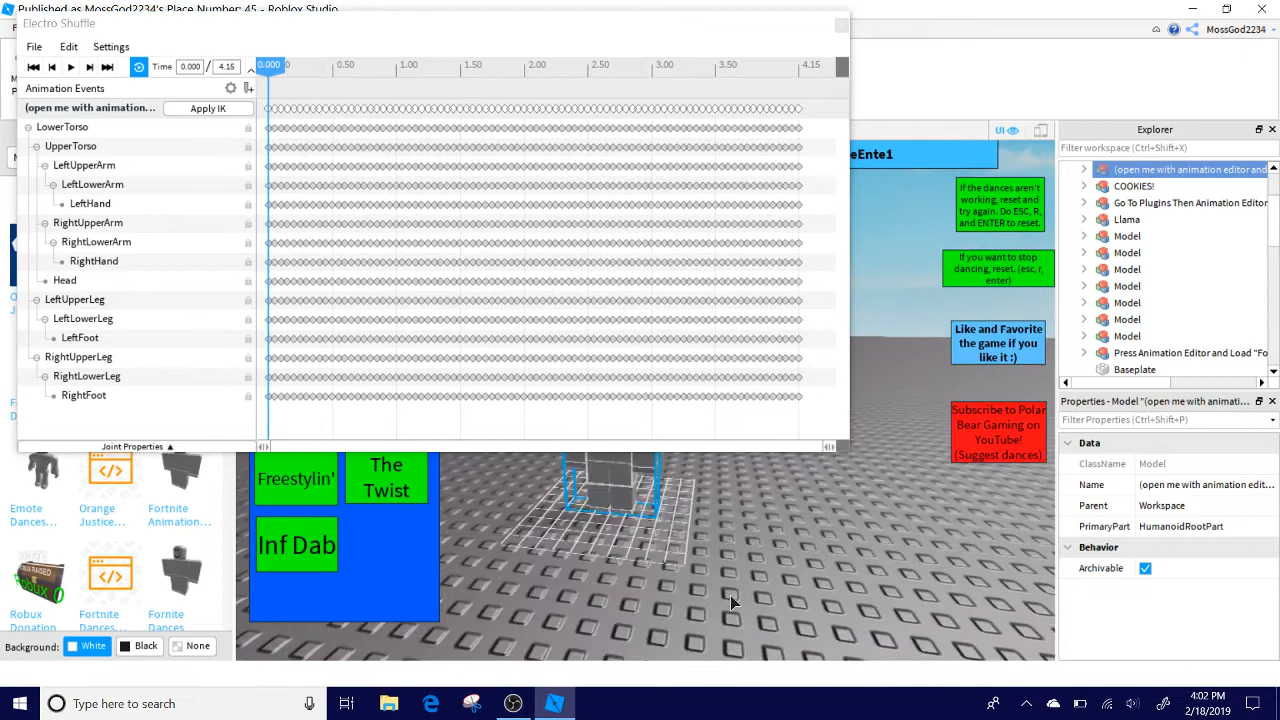 MossGod2234's Place Number 45 - Published as...
Electro Shuffle
MossGod2234
File Edit Settings
Time 0.000 / 4.15
0.000 0.50 1.00 1.50 2.00 2.50 3.00 3.50 4.15
Animation Events
(open me with animation... Apply IK
LowerTorso
UpperTorso
LeftUpperArm
LeftLowerArm
LeftHand
RightUpperArm
RightLowerArm
RightHand
Head
LeftUpperLeg
LeftLowerLeg
LeftFoot
RightUpperLeg
RightLowerLeg
RightFoot
Joint Properties
UI
eEnte1
If the dances aren't
working, reset and
try again. Do ESC, R,
and ENTER to reset.
If you want to stop
dancing, reset. (esc, r,
enter)
Like and Favorite
the game if you
like it :)
Subscribe to Polar
Bear Gaming on
YouTube!
(Suggest dances)
Explorer
Filter workspace (Ctrl+Shift+X)
(open me with animation editor and
COOKIES!
Go To Plugins Then Animation Editor
Llama
Model
Model
Model
Model
Model
Model
Model
Press Animation Editor and Load "Fo
Baseplate
Properties - Model "(open me with animati...
Filter Properties (Ctrl+Shift+P)
Data
ClassName Model
Name (open me with animation edit...
Parent Workspace
PrimaryPart HumanoidRootPart
Behavior
Archivable
Freestylin'
The
Twist
Inf Dab
Emote
Dances...
Orange
Justice...
Fortnite
Animation...
Robux
Donation
Fortnite
Dances...
Fornite
Dances
Background: White Black None
Type here to search
4:02 PM
2/18/2019